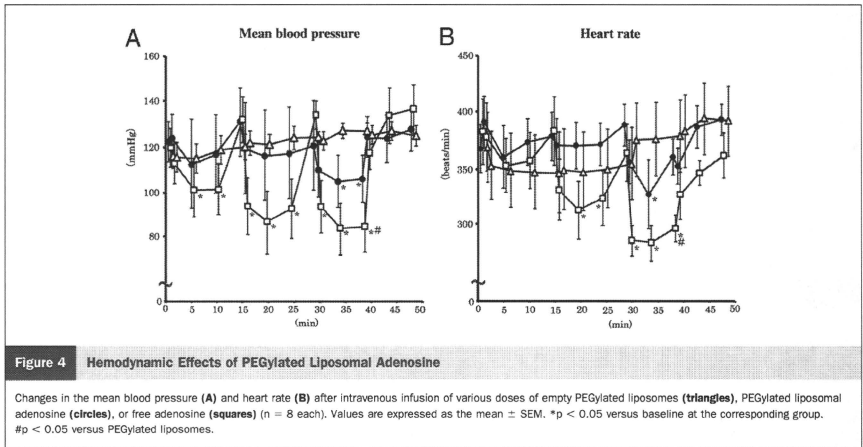 A
Mean blood pressure
160
140
120
100
80
0
(mmHg)
0 5 10 15 20 25 30 35 40 45 50
(min)
* * * * * * * * * *#
B
Heart rate
450
400
350
300
0
(beats/min)
0 5 10 15 20 25 30 35 40 45 50
(min)
* * * * * * #
Figure 4 Hemodynamic Effects of PEGylated Liposomal Adenosine
Changes in the mean blood pressure (A) and heart rate (B) after intravenous infusion of various doses of empty PEGylated liposomes (triangles), PEGylated liposomal
adenosine (circles), or free adenosine (squares) (n = 8 each). Values are expressed as the mean ± SEM. *p < 0.05 versus baseline at the corresponding group.
#p < 0.05 versus PEGylated liposomes.